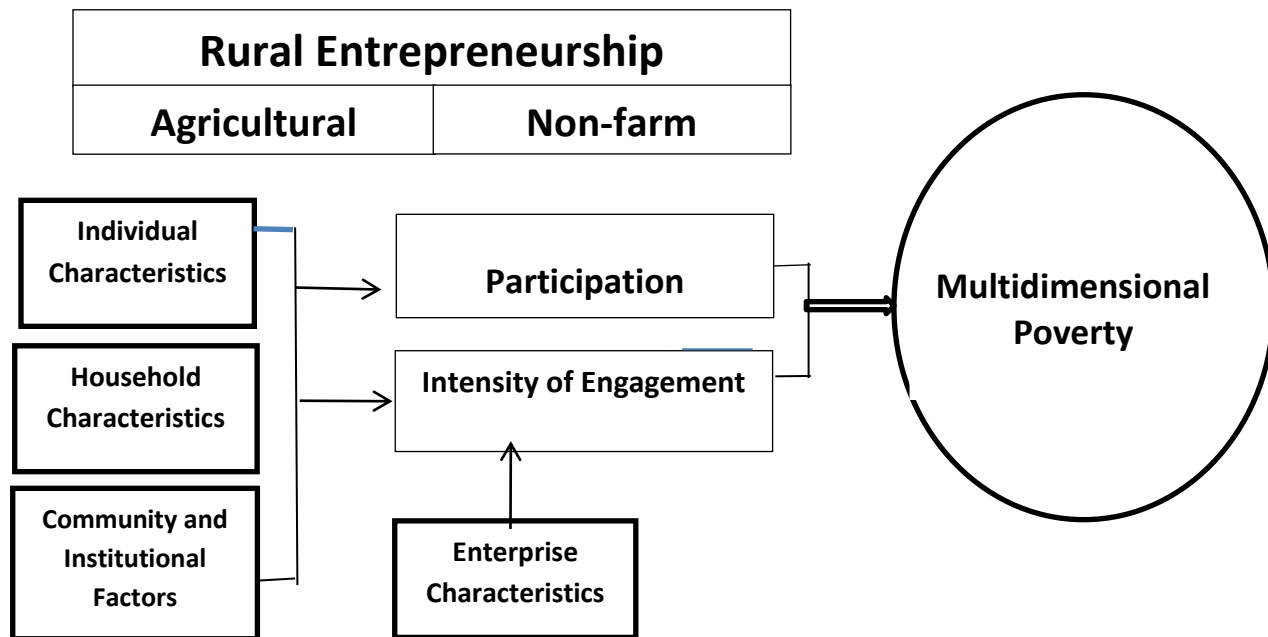 Rural Entrepreneurship
Agricultural
Non-farm
Individual
Characteristics
Household
Characteristics
Community and
Institutional
Factors
Participation
Intensity of Engagement
Enterprise
Characteristics
Multidimensional
Poverty